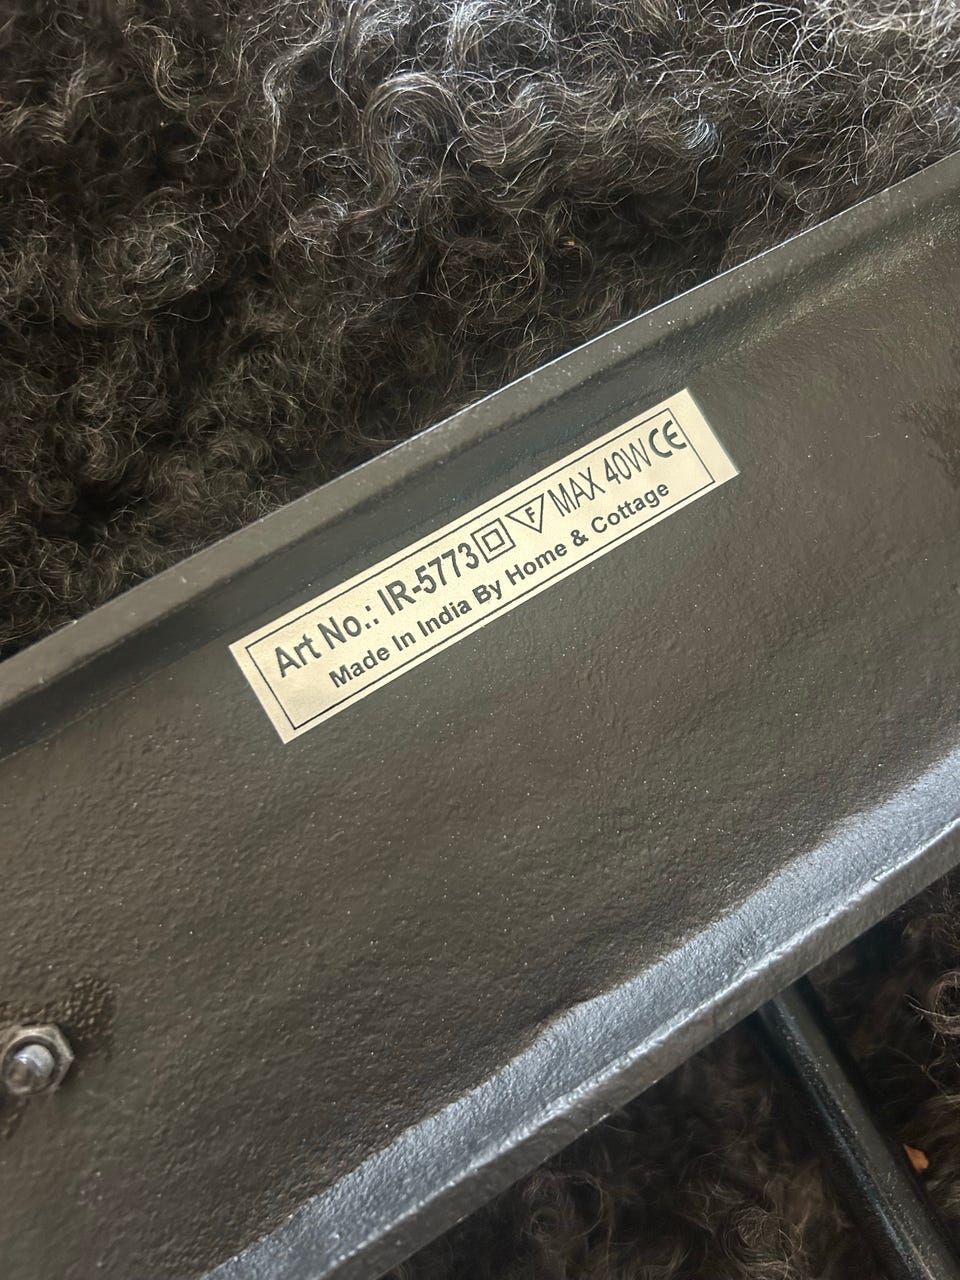 Art No.: IR-5773 F MAX 40W CE
Made In India By Home & Cottage